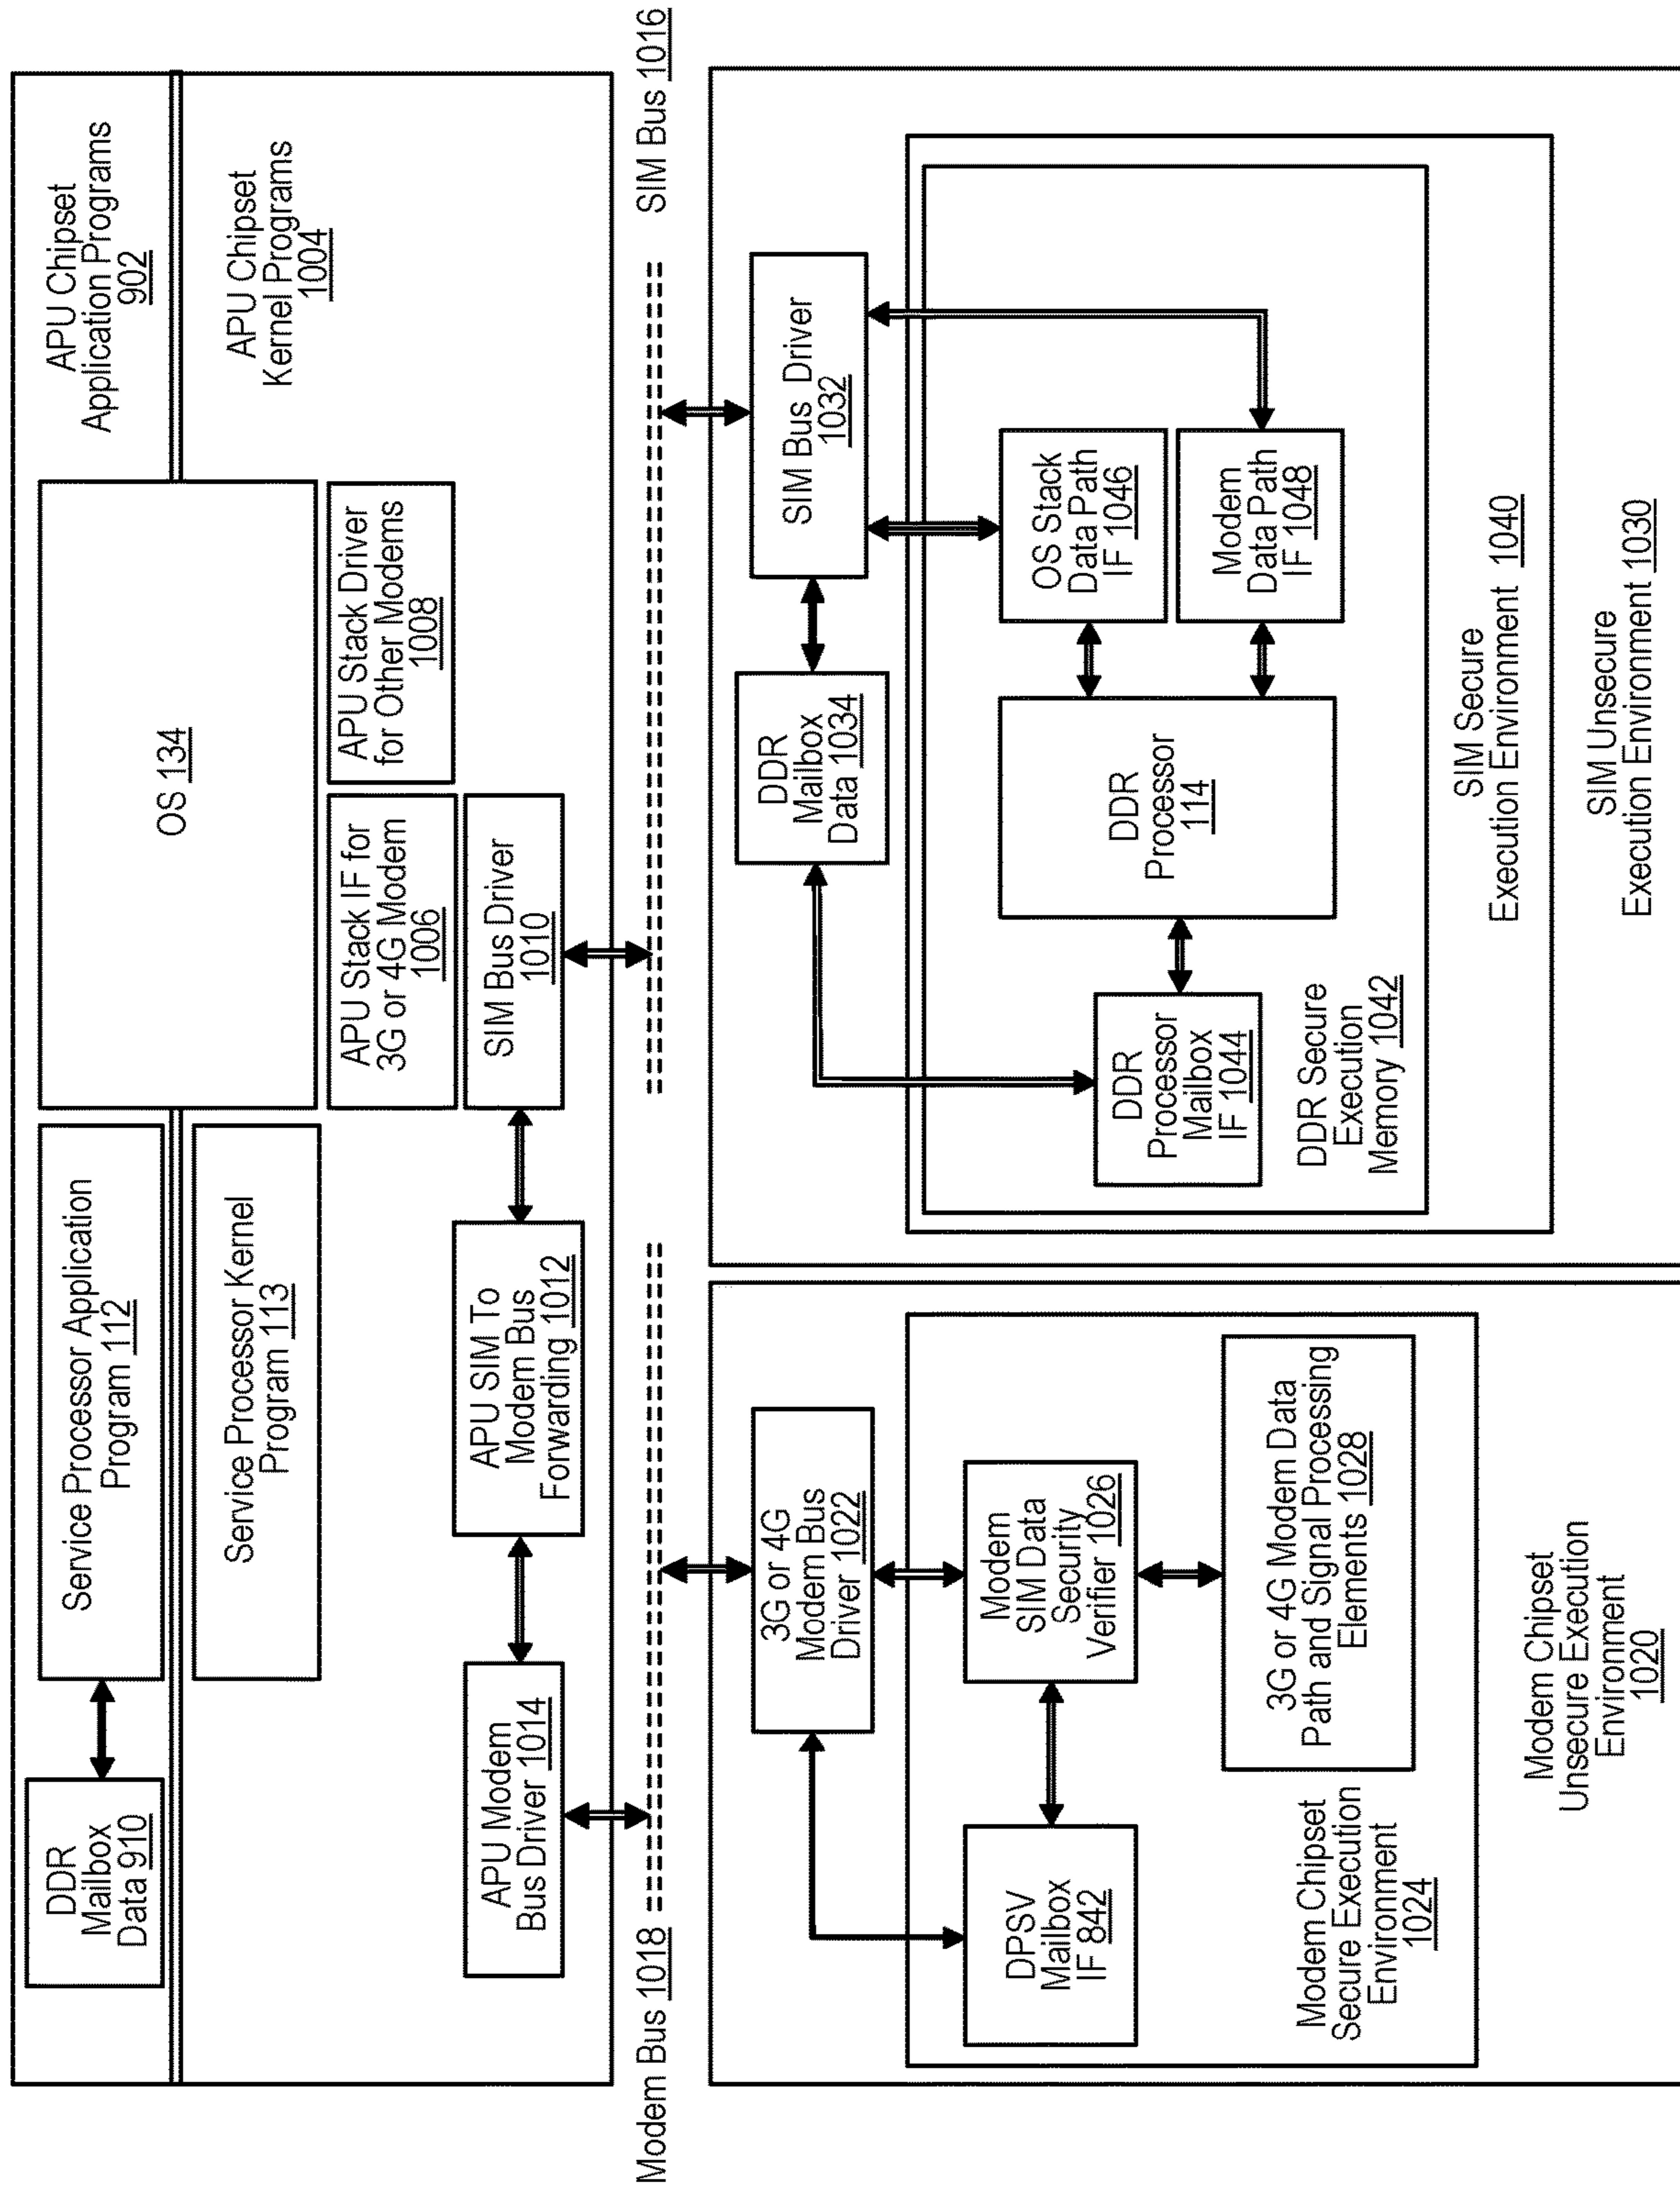 APU Chipset
Application Programs
902
DDR
Mailbox
Data 910
Service Processor Application
Program 112
OS 134
APU Chipset
Kernel Programs
1004
Service Processor Kernel
Program 113
APU Stack IF for
3G or 4G Modem
1006
APU Stack Driver
for Other Modems
1008
APU Modem
Bus Driver 1014
APU SIM To
Modem Bus
Forwarding 1012
SIM Bus Driver
1010
Modem Bus 1018
SIM Bus 1016
3G or 4G
Modem Bus
Driver 1022
DPSV
Mailbox
IF 842
Modem
SIM Data
Security
Verifier 1026
3G or 4G Modem Data
Path and Signal Processing
Elements 1028
Modem Chipset
Secure Execution
Environment
1024
Modem Chipset
Unsecure Execution
Environment
1020
DDR
Mailbox
Data 1034
SIM Bus Driver
1032
DDR
Processor
Mailbox
IF 1044
DDR
Processor
114
OS Stack
Data Path
IF 1046
Modem
Data Path
IF 1048
DDR Secure
Execution
Memory 1042
SIM Secure
Execution Environment 1040
SIM Unsecure
Execution Environment 1030